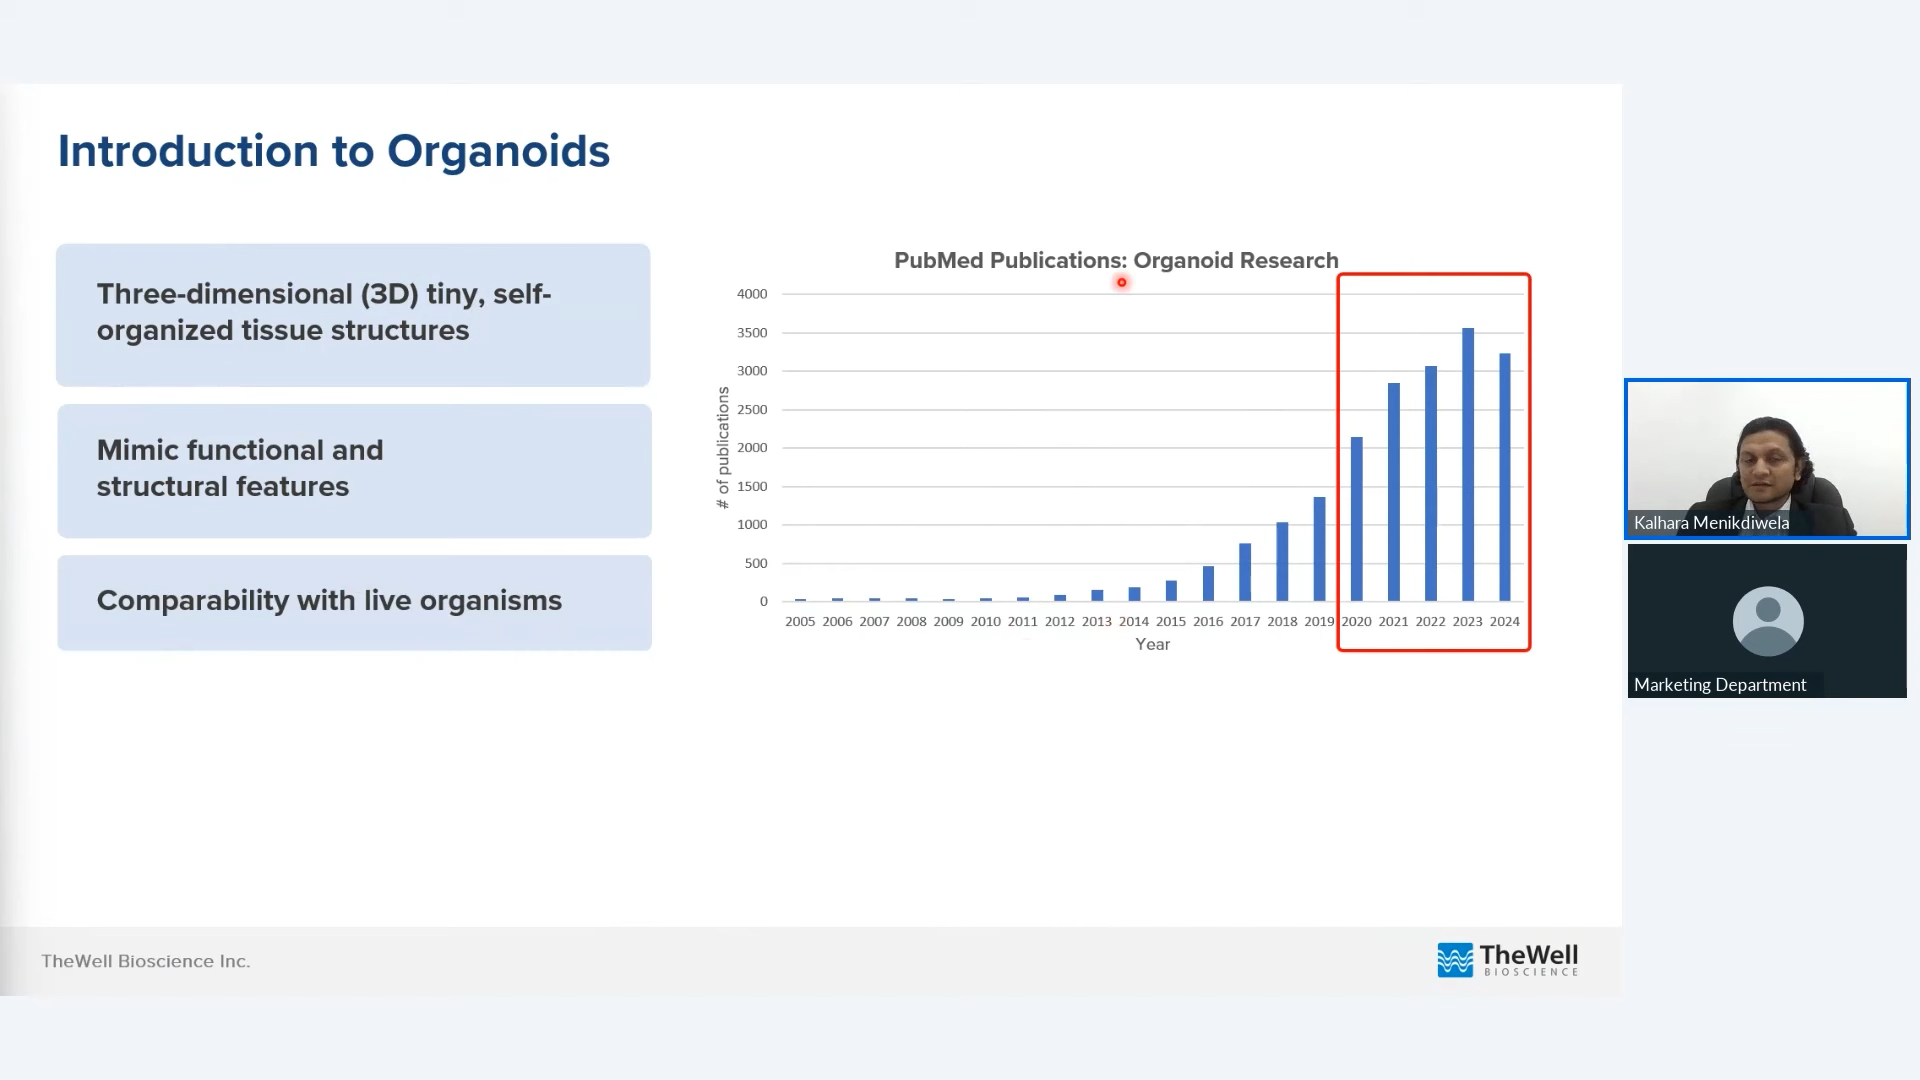 Introduction to Organoids
Three-dimensional (3D) tiny, self-
organized tissue structures
Mimic functional and
structural features
Comparability with live organisms
PubMed Publications: Organoid Research
4000
3500
3000
2500
2000
1500
1000
500
0
# of publications
2005 2006 2007 2008 2009 2010 2011 2012 2013 2014 2015 2016 2017 2018 2019 2020 2021 2022 2023 2024
Year
Kalhara Menikdiwela
Marketing Department
TheWell Bioscience Inc.
TheWell
BIOSCIENCE